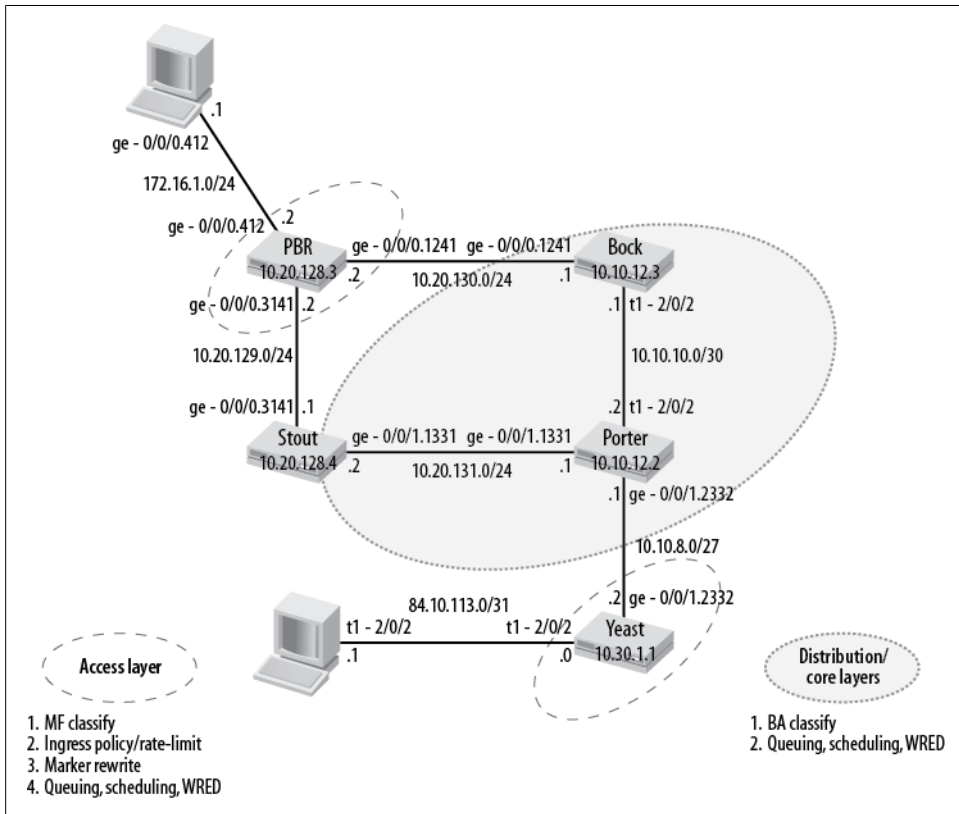 .1
ge - 0/0/0.412
172.16.1.0/24
ge - 0/0/0.412
.2
PBR
10.20.128.3
ge - 0/0/0.1241
ge - 0/0/0.1241
.2
10.20.130.0/24
.1
Bock
10.10.12.3
ge - 0/0/0.3141
.2
.1
t1 - 2/0/2
10.20.129.0/24
10.10.10.0/30
ge - 0/0/0.3141
.1
.2
t1 - 2/0/2
Stout
10.20.128.4
ge - 0/0/1.1331
ge - 0/0/1.1331
.2
10.20.131.0/24
.1
Porter
10.10.12.2
.1
ge - 0/0/1.2332
10.10.8.0/27
.2
ge - 0/0/1.2332
84.10.113.0/31
t1 - 2/0/2
t1 - 2/0/2
.1
.0
Yeast
10.30.1.1
Access layer
1. MF classify
2. Ingress policy/rate-limit
3. Marker rewrite
4. Queuing, scheduling, WRED
Distribution/
core layers
1. BA classify
2. Queuing, scheduling, WRED